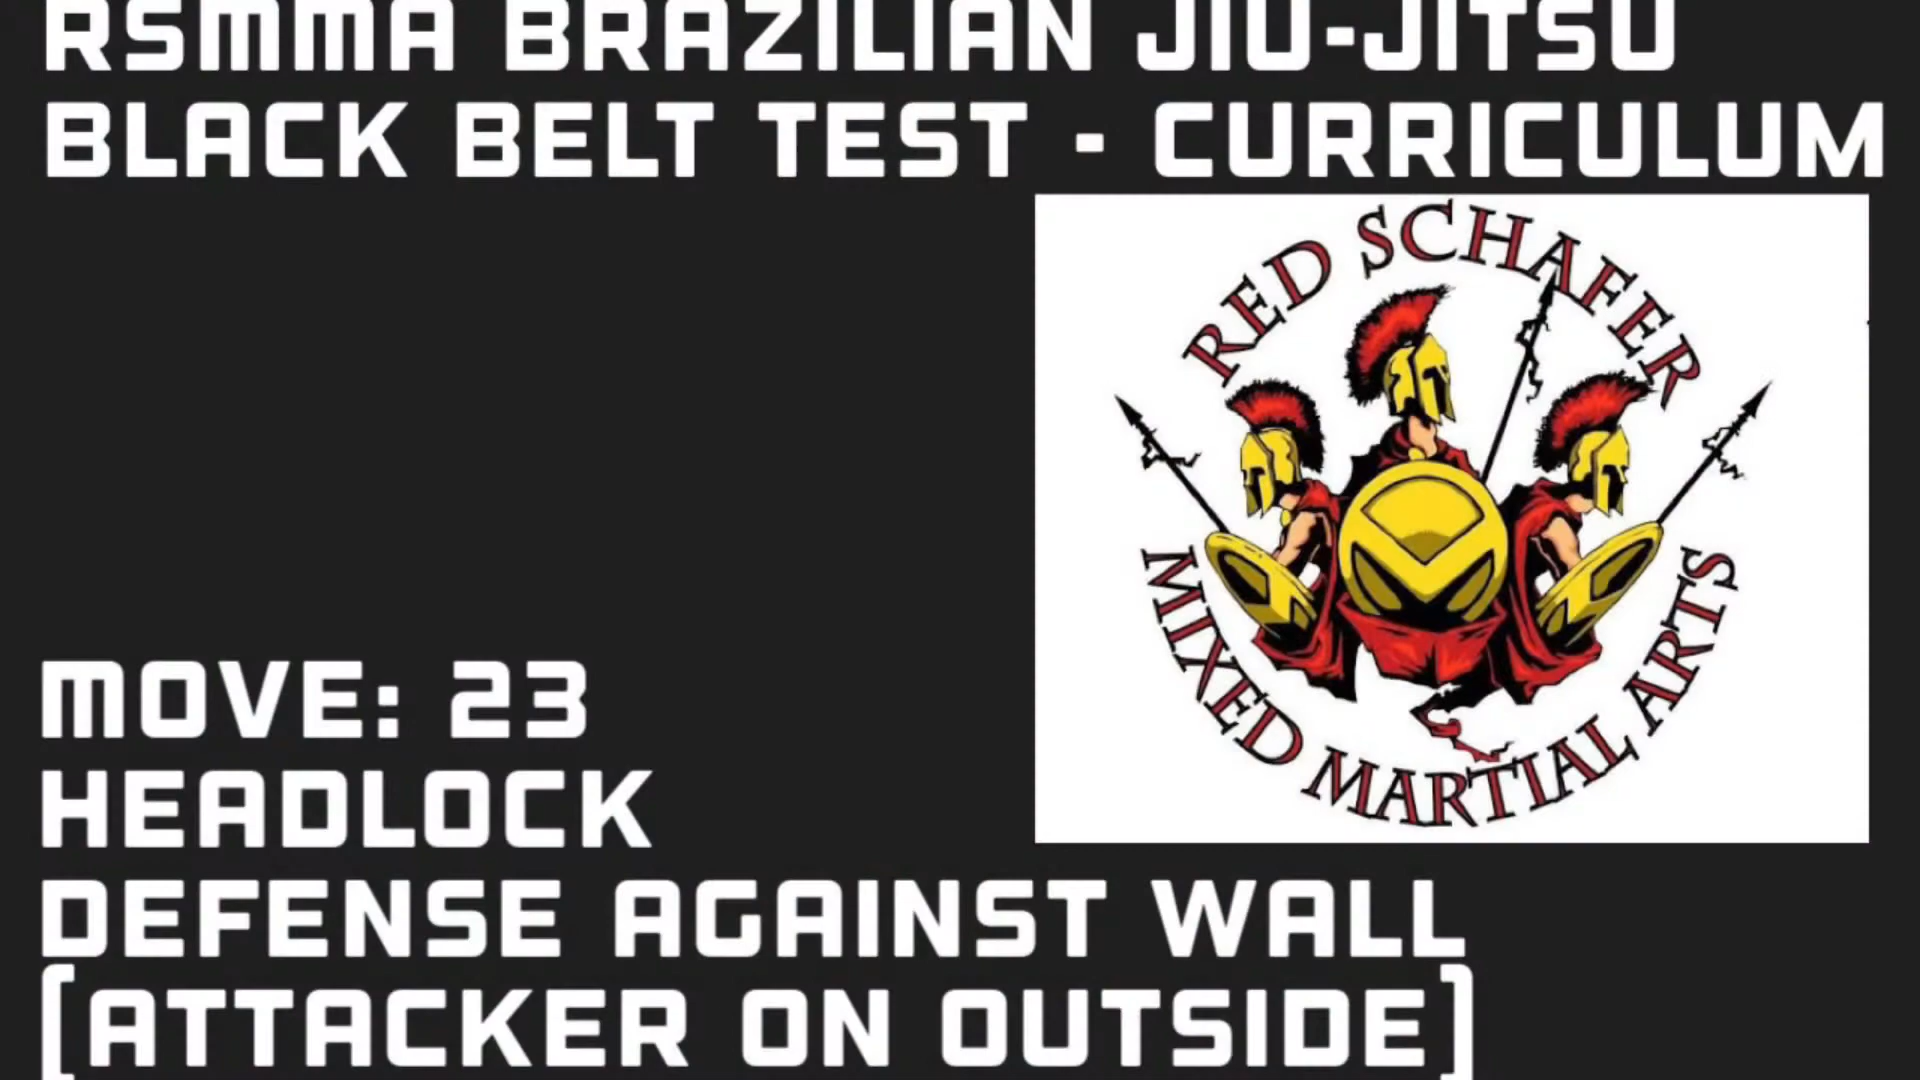 RSMMA BRAZILIAN JIU-JITSU
BLACK BELT TEST - CURRICULUM
RED SCHAFER
MIXED MARTIAL ARTS
MOVE: 23
HEADLOCK
DEFENSE AGAINST WALL
[ATTACKER ON OUTSIDE]